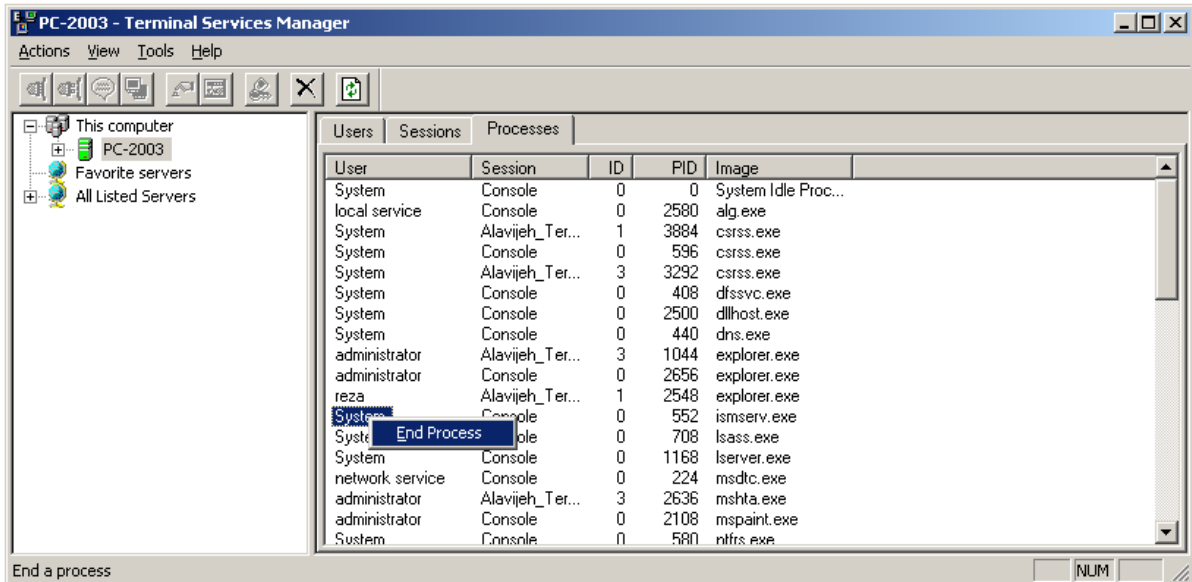 PC-2003 - Terminal Services Manager
Actions View Tools Help
This computer
PC-2003
Favorite servers
All Listed Servers
Users Sessions Processes
User Session ID PID Image
System Console 0 0 System Idle Proc...
local service Console 0 2580 alg.exe
System Alavijeh_Ter... 1 3884 csrss.exe
System Console 0 596 csrss.exe
System Alavijeh_Ter... 3 3292 csrss.exe
System Console 0 408 dfssvc.exe
System Console 0 2500 dllhost.exe
System Console 0 440 dns.exe
administrator Alavijeh_Ter... 3 1044 explorer.exe
administrator Console 0 2656 explorer.exe
reza Alavijeh_Ter... 1 2548 explorer.exe
System Console 0 552 ismserv.exe
End Process
Syste ole 0 708 lsass.exe
System Console 0 1168 lserver.exe
network service Console 0 224 msdtc.exe
administrator Alavijeh_Ter... 3 2636 mshta.exe
administrator Console 0 2108 mspaint.exe
System Console 0 580 ntfrs.exe
End a process NUM